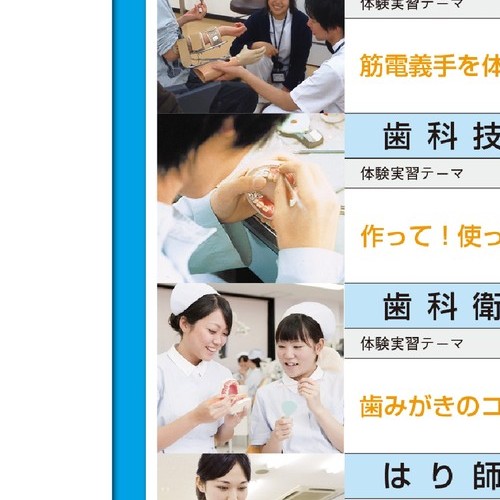 体験実習テーマ
筋電義手を体
歯科技
体験実習テーマ
作って！使っ
歯科衛
体験実習テーマ
歯みがきのコ
はり師